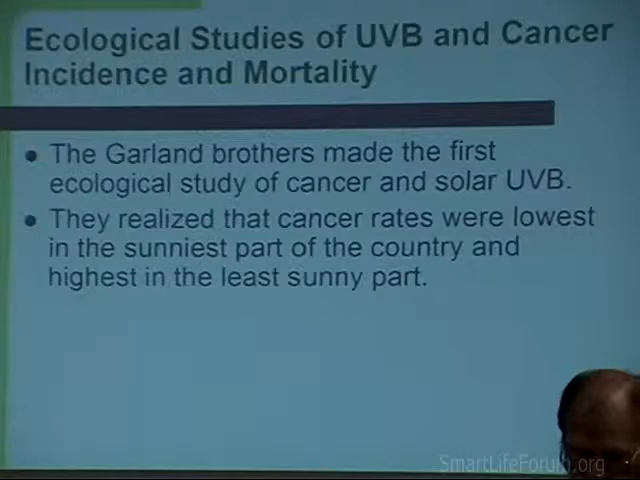 Ecological Studies of UVB and Cancer
Incidence and Mortality
• The Garland brothers made the first
ecological study of cancer and solar UVB.
• They realized that cancer rates were lowest
in the sunniest part of the country and
highest in the least sunny part.
SmartLifeForum.org